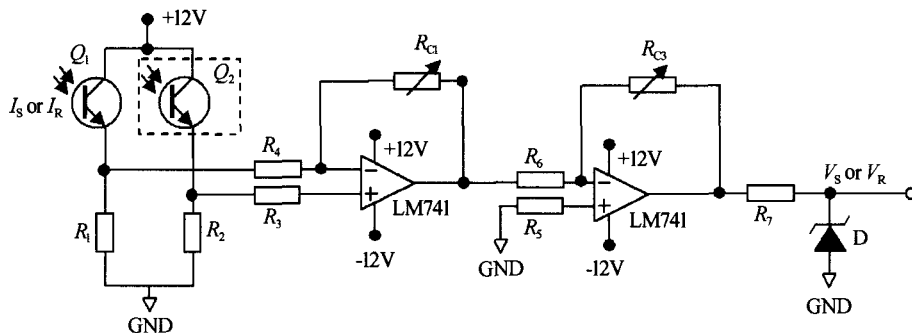 +12V
Q1
Q2
IS or IR
RC1
RC3
R4
+12V
R3
LM741
-12V
R1
R2
GND
R6
+12V
R5
LM741
-12V
GND
R7
VS or VR
D
GND